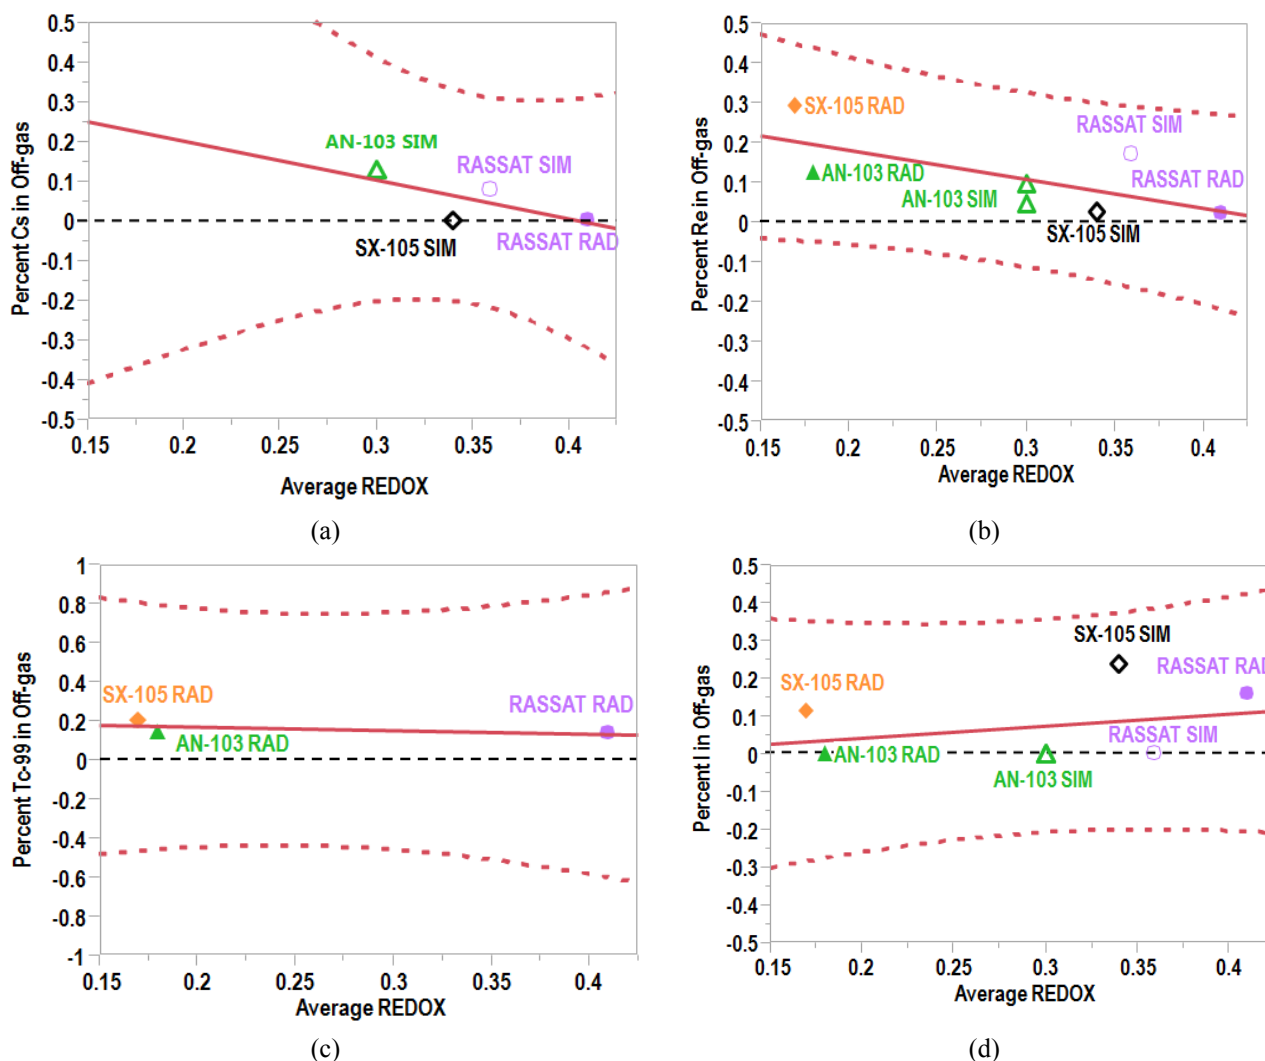 0.5
0.4
0.3
0.2
0.1
0
-0.1
-0.2
-0.3
-0.4
-0.5
Percent Cs in Off-gas
AN-103 SIM
RASSAT SIM
SX-105 SIM
RASSAT RAD
0.15 0.2 0.25 0.3 0.35 0.4
Average REDOX
(a)
0.5
0.4
0.3
0.2
0.1
0
-0.1
-0.2
-0.3
-0.4
-0.5
Percent Re in Off-gas
SX-105 RAD
RASSAT SIM
AN-103 RAD
RASSAT RAD
AN-103 SIM
SX-105 SIM
0.15 0.2 0.25 0.3 0.35 0.4
Average REDOX
(b)
1
0.8
0.6
0.4
0.2
0
-0.2
-0.4
-0.6
-0.8
-1
Percent Tc-99 in Off-gas
SX-105 RAD
RASSAT RAD
AN-103 RAD
0.15 0.2 0.25 0.3 0.35 0.4
Average REDOX
(c)
0.5
0.4
0.3
0.2
0.1
0
-0.1
-0.2
-0.3
-0.4
-0.5
Percent I in Off-gas
SX-105 SIM
RASSAT RAD
SX-105 RAD
RASSAT SIM
AN-103 RAD
AN-103 SIM
0.15 0.2 0.25 0.3 0.35 0.4
Average REDOX
(d)